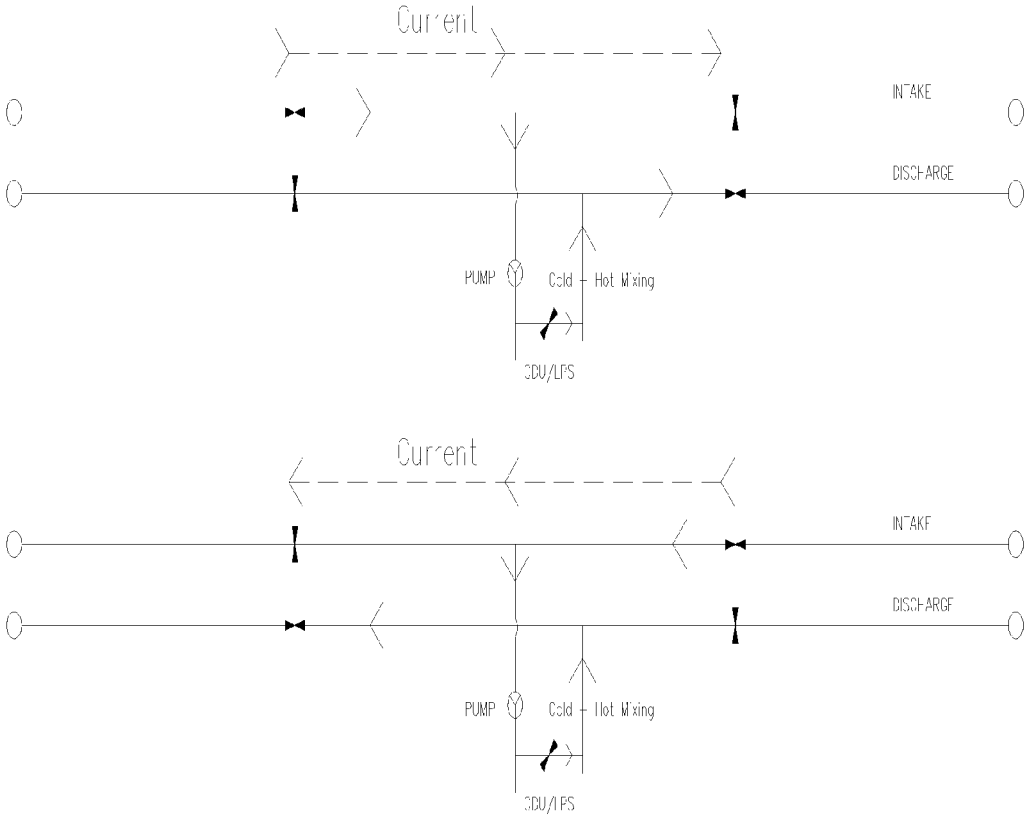 Current
INTAKE
DISCHARGE
PUMP Cold - Hot Mixing
Current
INTAKE
DISCHARGE
PUMP Cold - Hot Mixing